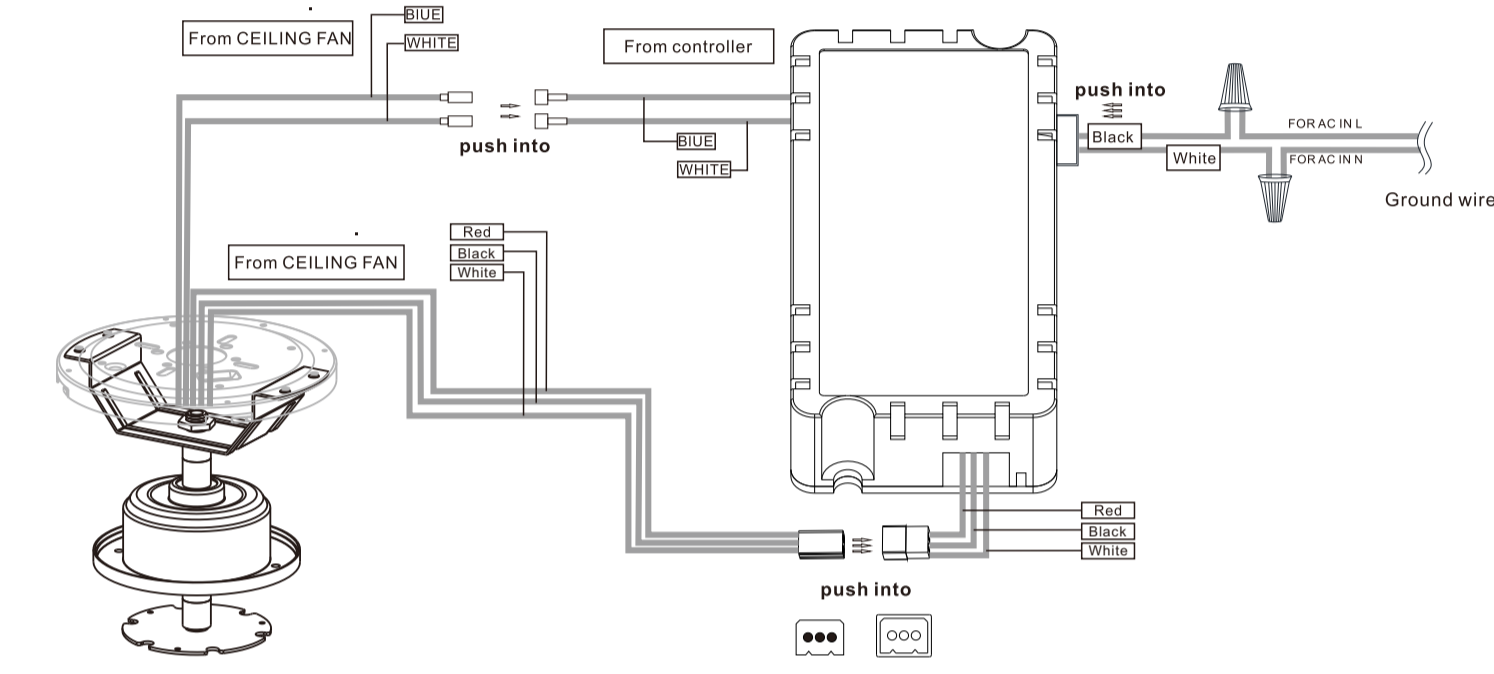 BIUE
From CEILING FAN
WHITE
From controller
push into
push into
BIUE
WHITE
Black
White
FOR AC IN L
FOR AC IN N
Ground wire
Red
Black
White
From CEILING FAN
Red
Black
White
push into